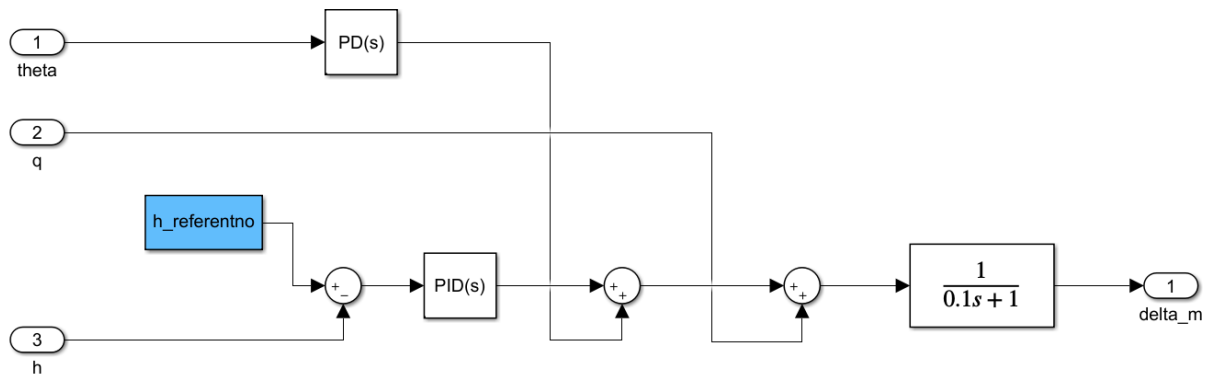 1
PD(s)
theta
2
q
h_referentno
+
−
PID(s)
+
+
+
+
1
0.1s + 1
1
delta_m
3
h